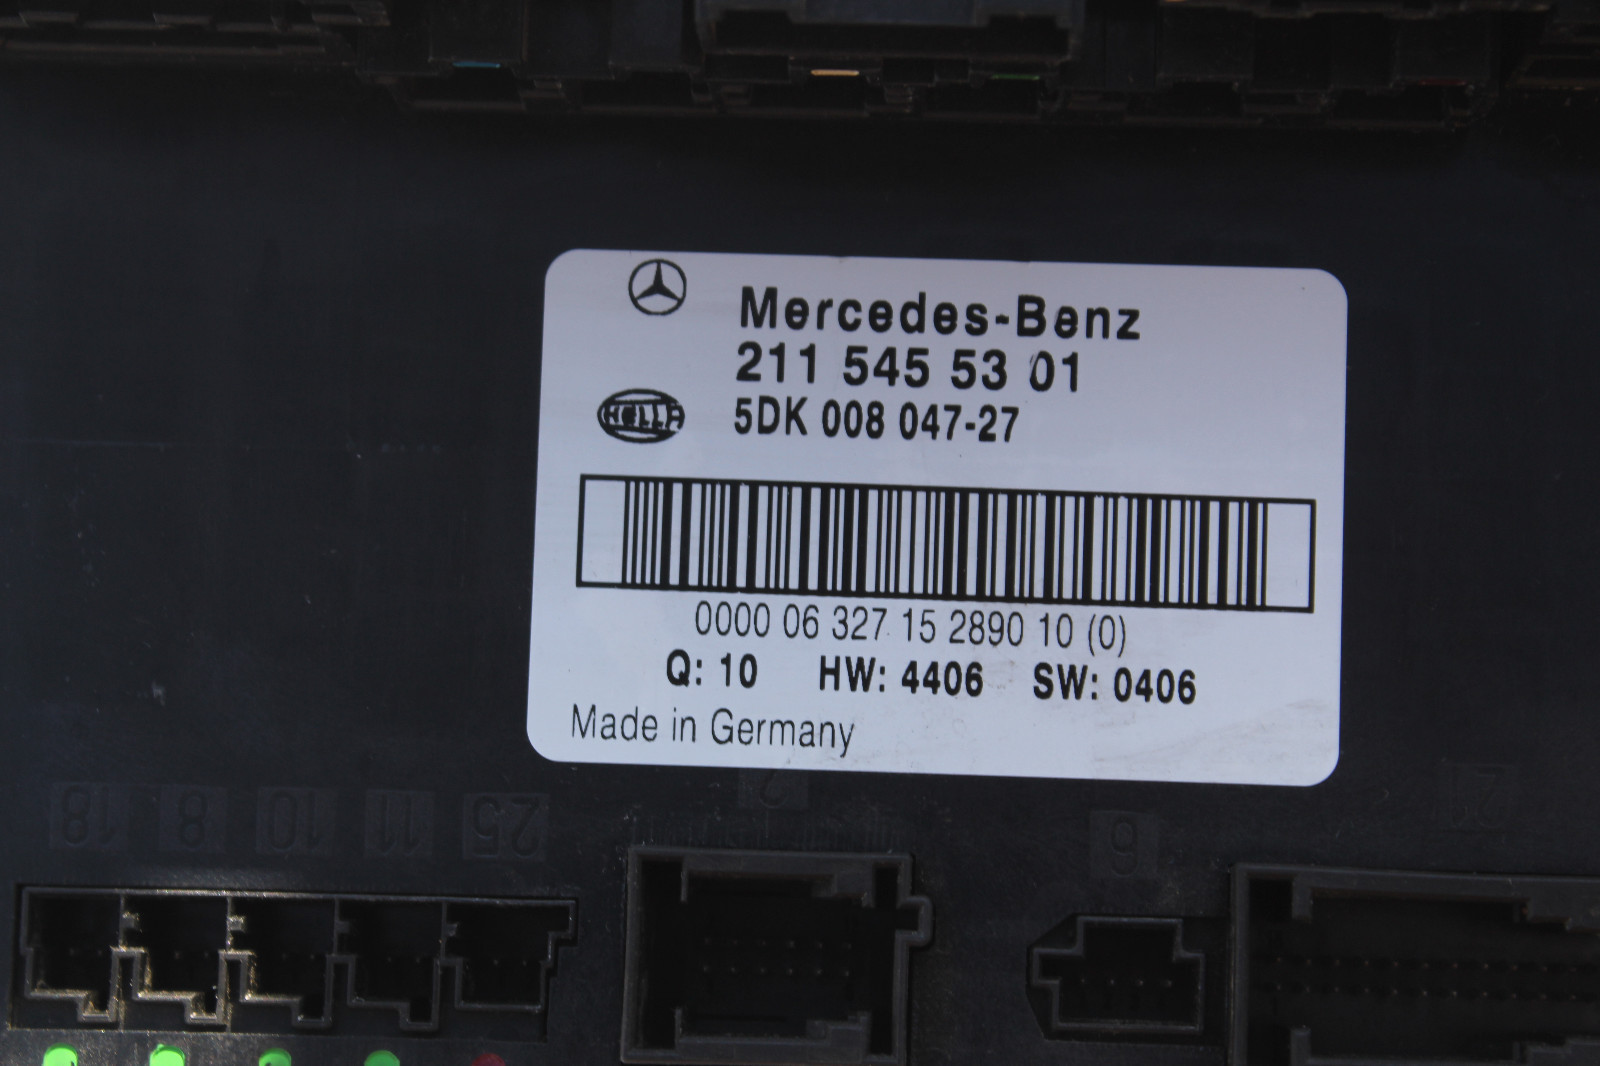 Mercedes-Benz
211 545 53 01
HELLA
5DK 008 047-27
0000 06 327 15 2890 10 (0)
Q: 10 HW: 4406 SW: 0406
Made in Germany
18 8 10 11 25 2 6 21